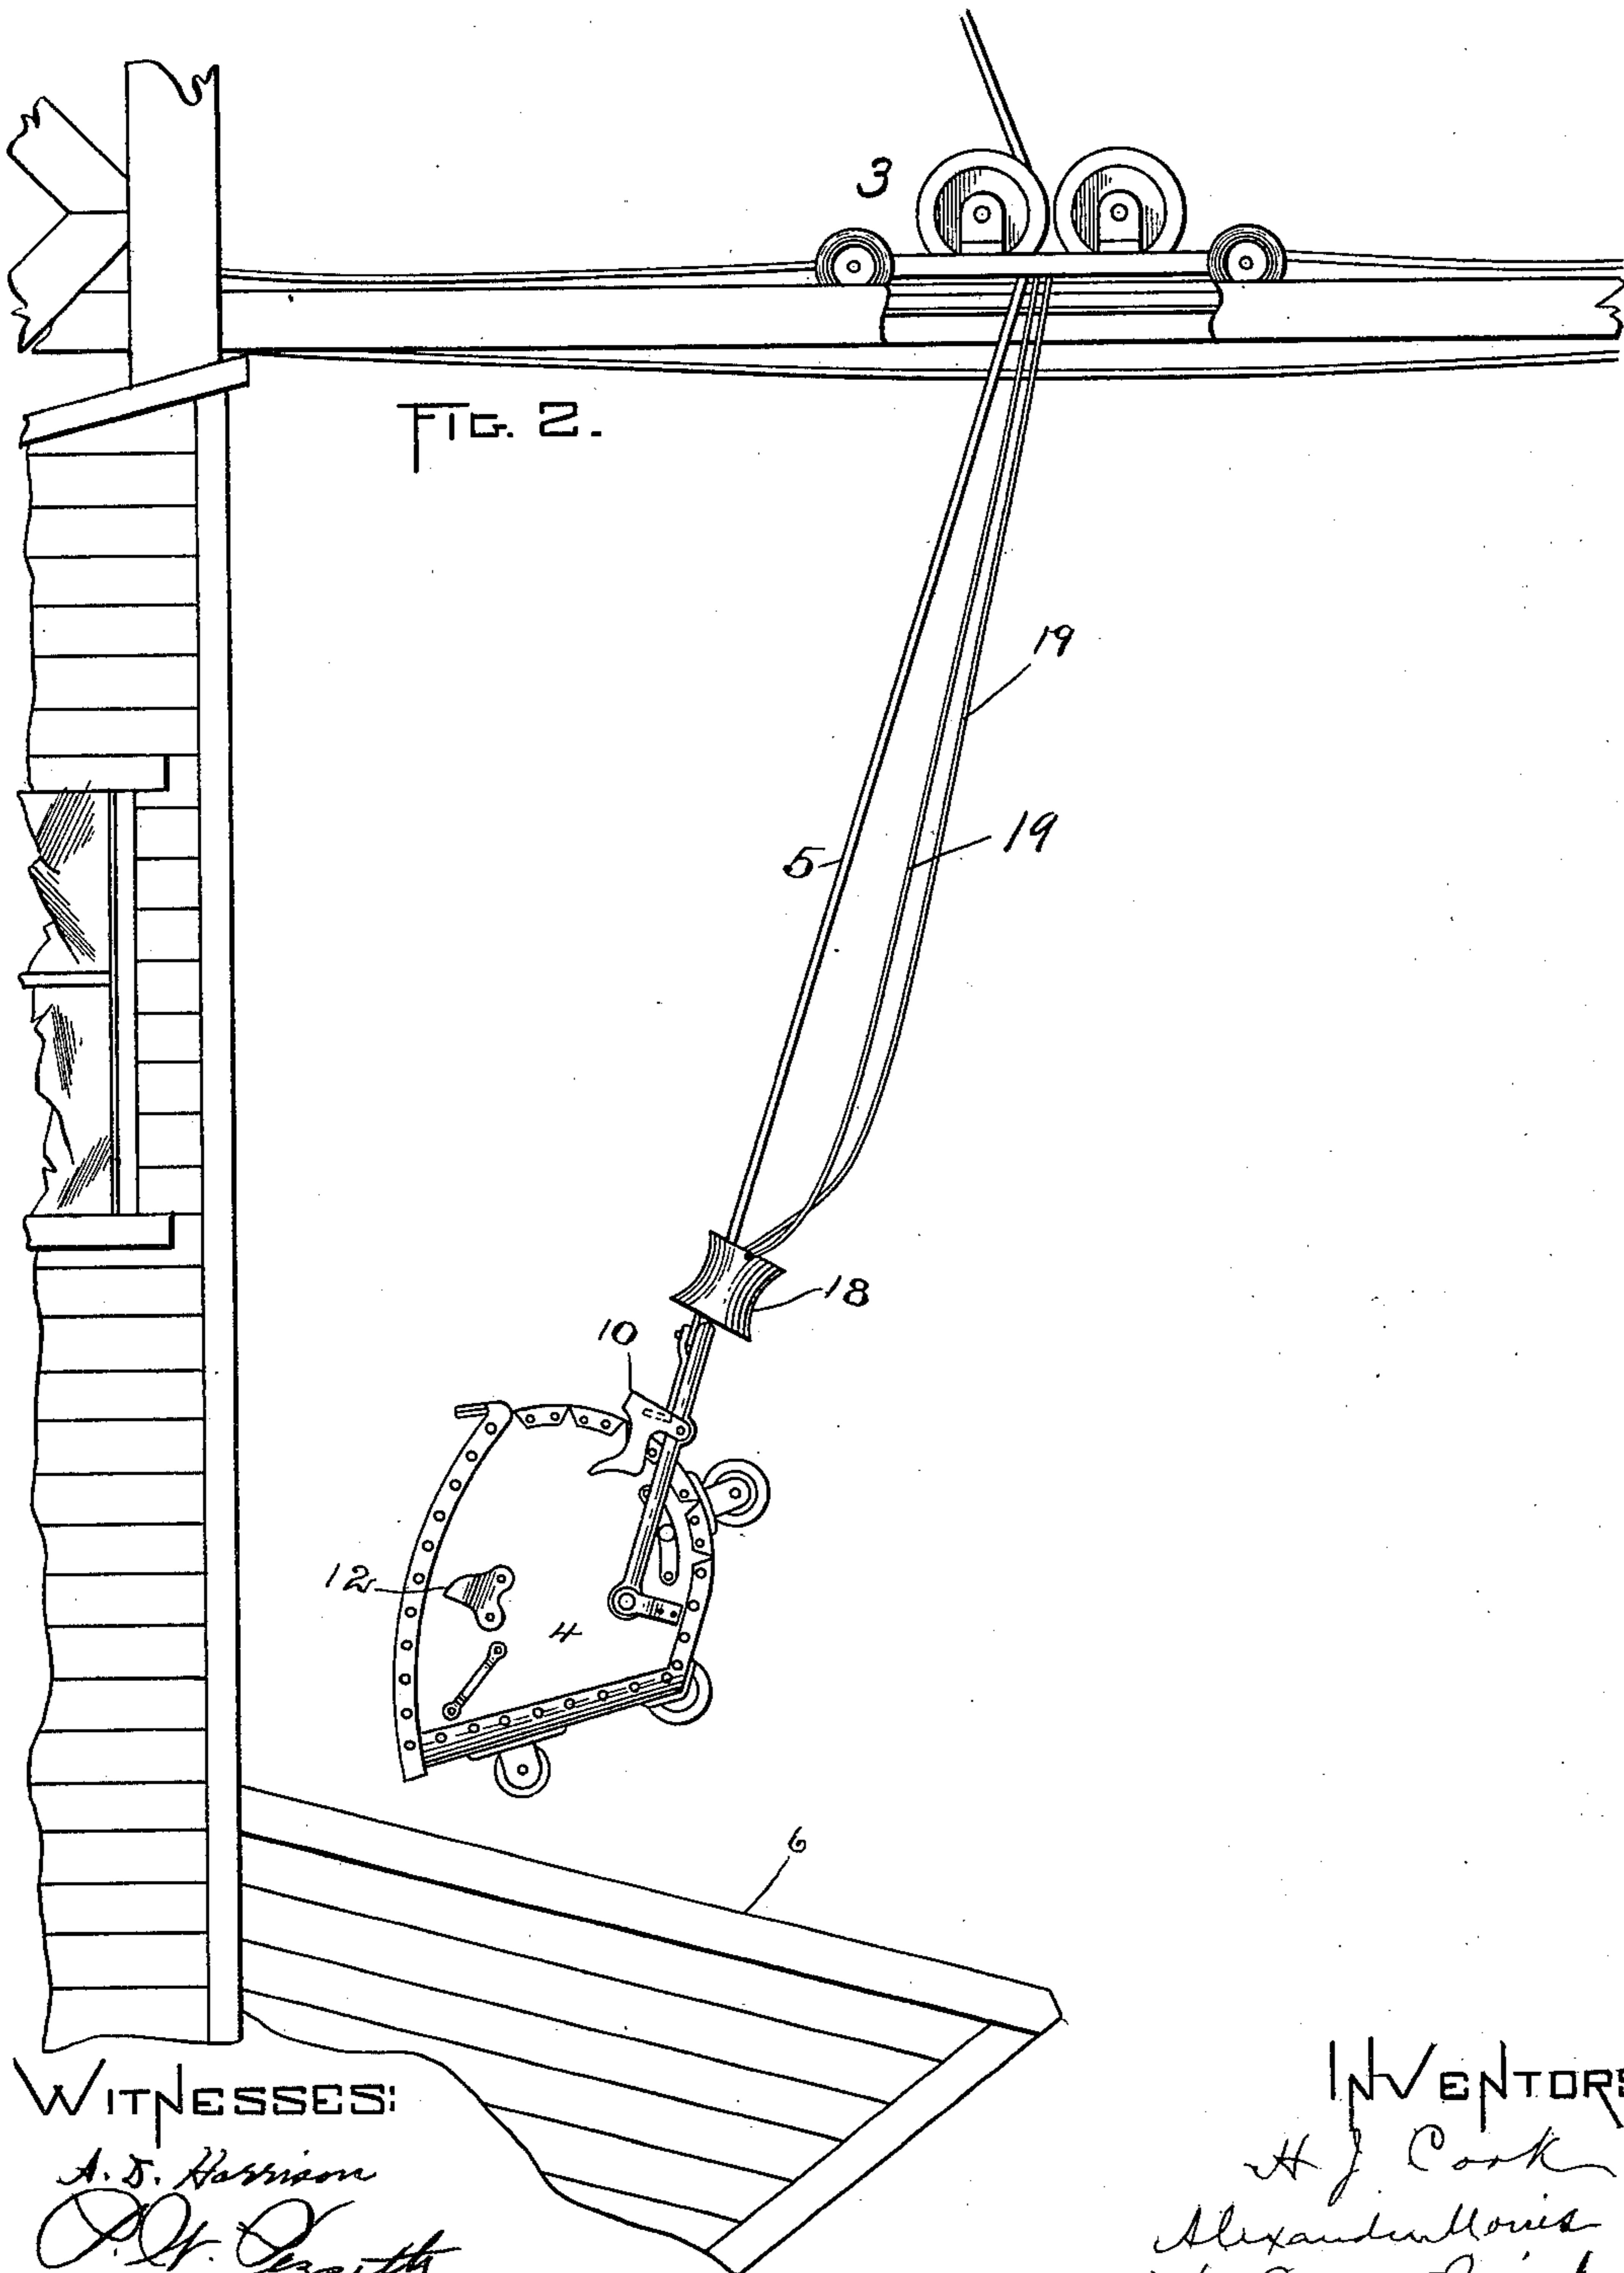 3
FIG. 2.
19
19
5
18
10
12
4
6
WITNESSES:
A. D. Harrison
P. W.
INVENTORS
H. J. Cook
Alexander Morris